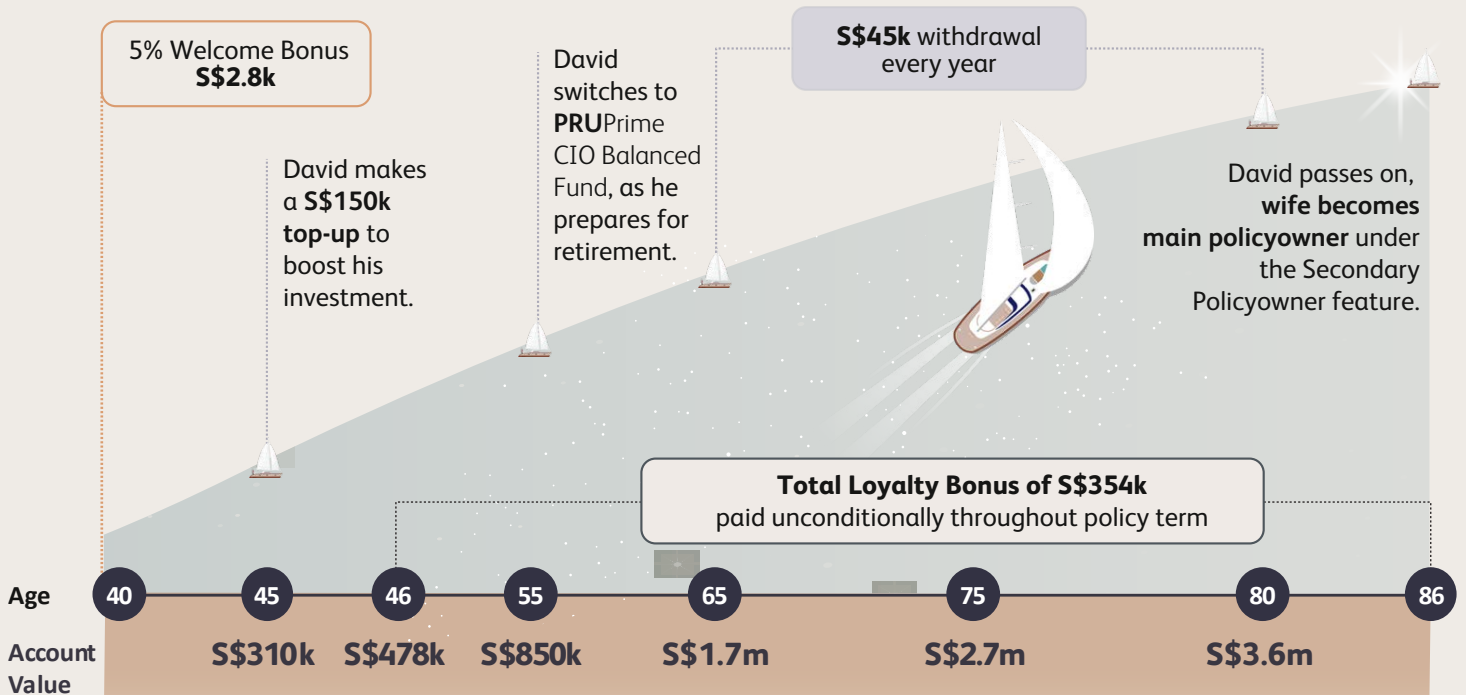 5% Welcome Bonus
S$2.8k
David makes
a S$150k
top-up to
boost his
investment.
David
switches to
PRUPrime
CIO Balanced
Fund, as he
prepares for
retirement.
S$45k withdrawal
every year
David passes on,
wife becomes
main policyowner under
the Secondary
Policyowner feature.
Total Loyalty Bonus of S$354k
paid unconditionally throughout policy term
Age 40 45 46 55 65 75 80 86
Account
Value
S$310k S$478k S$850k S$1.7m S$2.7m S$3.6m